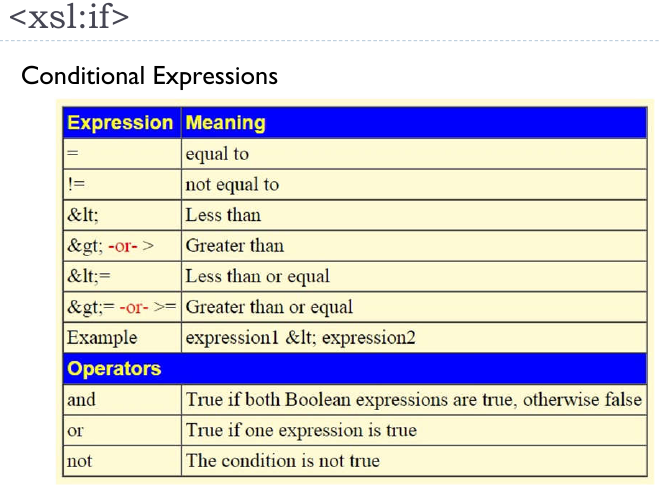 <xsl:if>
Conditional Expressions
Expression Meaning
= equal to
!= not equal to
&lt; Less than
&gt; -or- > Greater than
&lt;= Less than or equal
&gt;= -or- >= Greater than or equal
Example expression1 &lt; expression2
Operators
and True if both Boolean expressions are true, otherwise false
or True if one expression is true
not The condition is not true